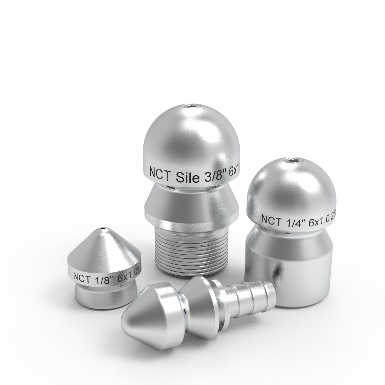 NCT Sile 3/8" 6x
NCT 1/4" 6x1
NCT 1/8" 6x1